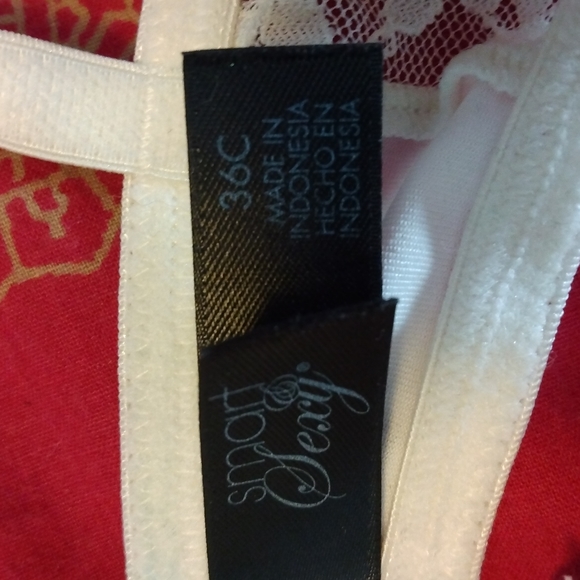 36C
MADE IN
INDONESIA
HECHO EN
INDONESIA
smart
& Sexy®